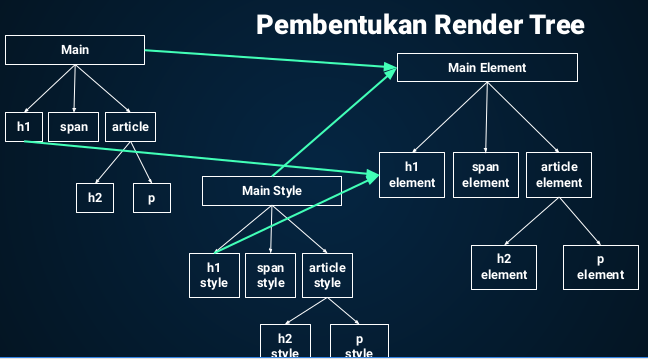 Pembentukan Render Tree
Main
h1
span
article
h2
p
Main Style
h1
style
span
style
article
style
h2
style
p
style
Main Element
h1
element
span
element
article
element
h2
element
p
element